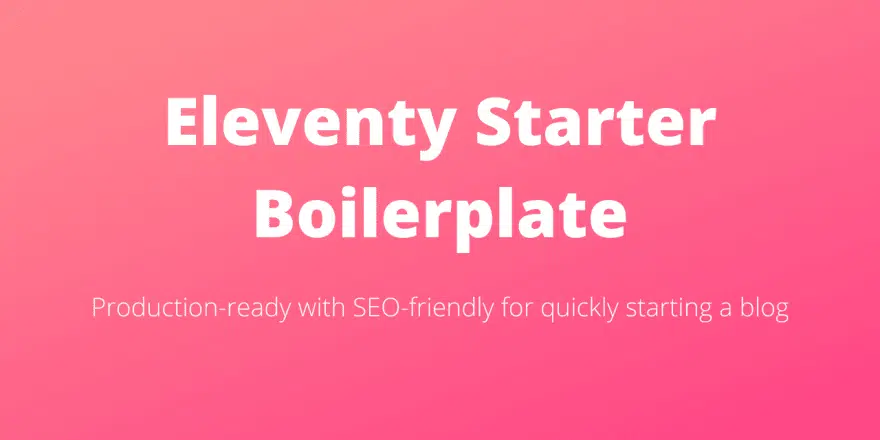 Eleventy Starter
Boilerplate
Production-ready with SEO-friendly for quickly starting a blog